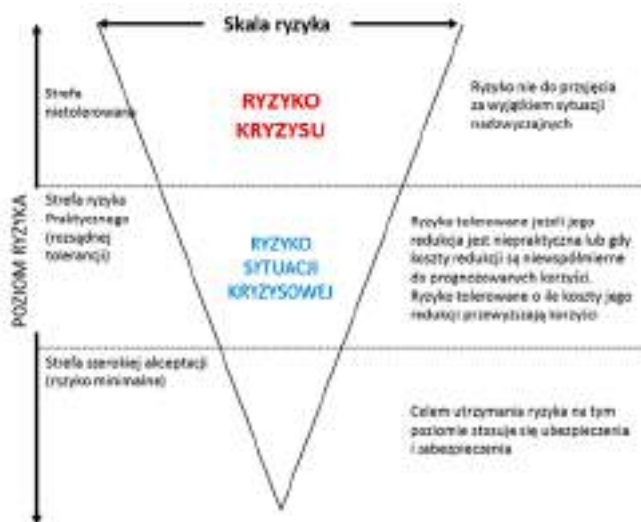 Skala ryzyka
Strefa
nietolerowana
RYZYKO
KRYZYSU
Ryzyko nie do przyjęcia
za wyjątkiem sytuacji
nadzwyczajnych
POZIOM RYZYKA
Strefa ryzyka
Praktycznego
(rozsądnej
tolerancji)
RYZYKO
SYTUACJI
KRYZYSOWEJ
Ryzyko tolerowane jeżeli jego
redukcja jest niepraktyczna lub gdy
koszty redukcji są niewspółmierne
do prognozowanych korzyści.
Ryzyko tolerowane o ile koszty jego
redukcji przewyższają korzyści
Strefa szerokiej akceptacji
(ryzyko minimalne)
Celem utrzymania ryzyka na tym
poziomie stosuje się ubezpieczenia
i zabezpieczenia